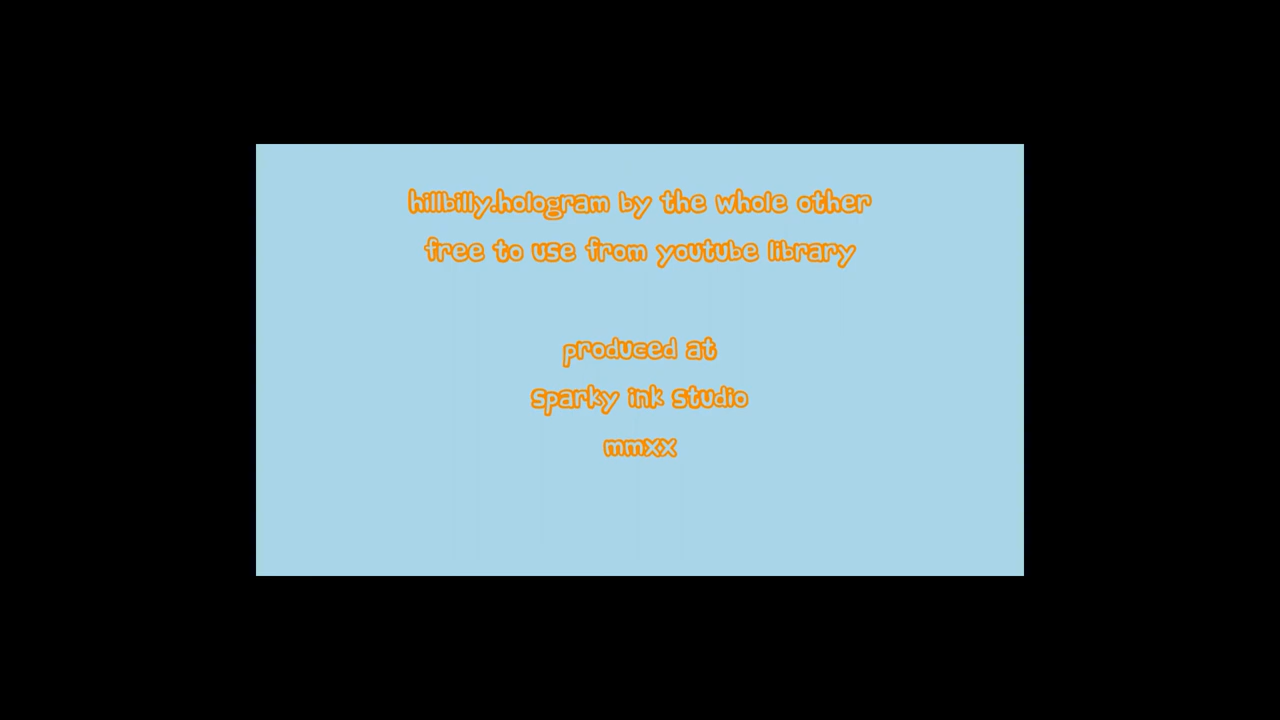 hillbilly.hologram by the whole other
free to use from youtube library
produced at
sparky ink studio
mmxx